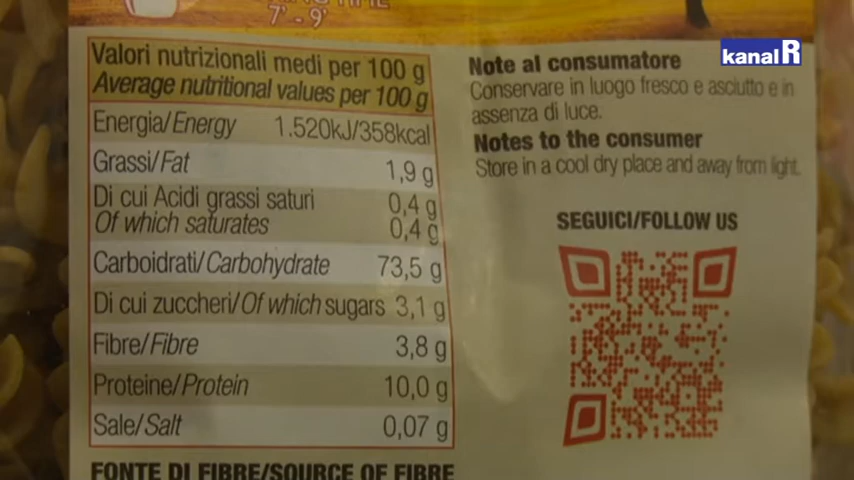 7' - 9'
kanal R
Valori nutrizionali medi per 100 g
Average nutritional values per 100 g
Energia/Energy 1.520kJ/358kcal
Grassi/Fat 1,9 g
Di cui Acidi grassi saturi 0,4 g
Of which saturates 0,4 g
Carboidrati/Carbohydrate 73,5 g
Di cui zuccheri/Of which sugars 3,1 g
Fibre/Fibre 3,8 g
Proteine/Protein 10,0 g
Sale/Salt 0,07 g
FONTE DI FIBRE/SOURCE OF FIBRE
Note al consumatore
Conservare in luogo fresco e asciutto e in
assenza di luce.
Notes to the consumer
Store in a cool dry place and away from light.
SEGUICI/FOLLOW US